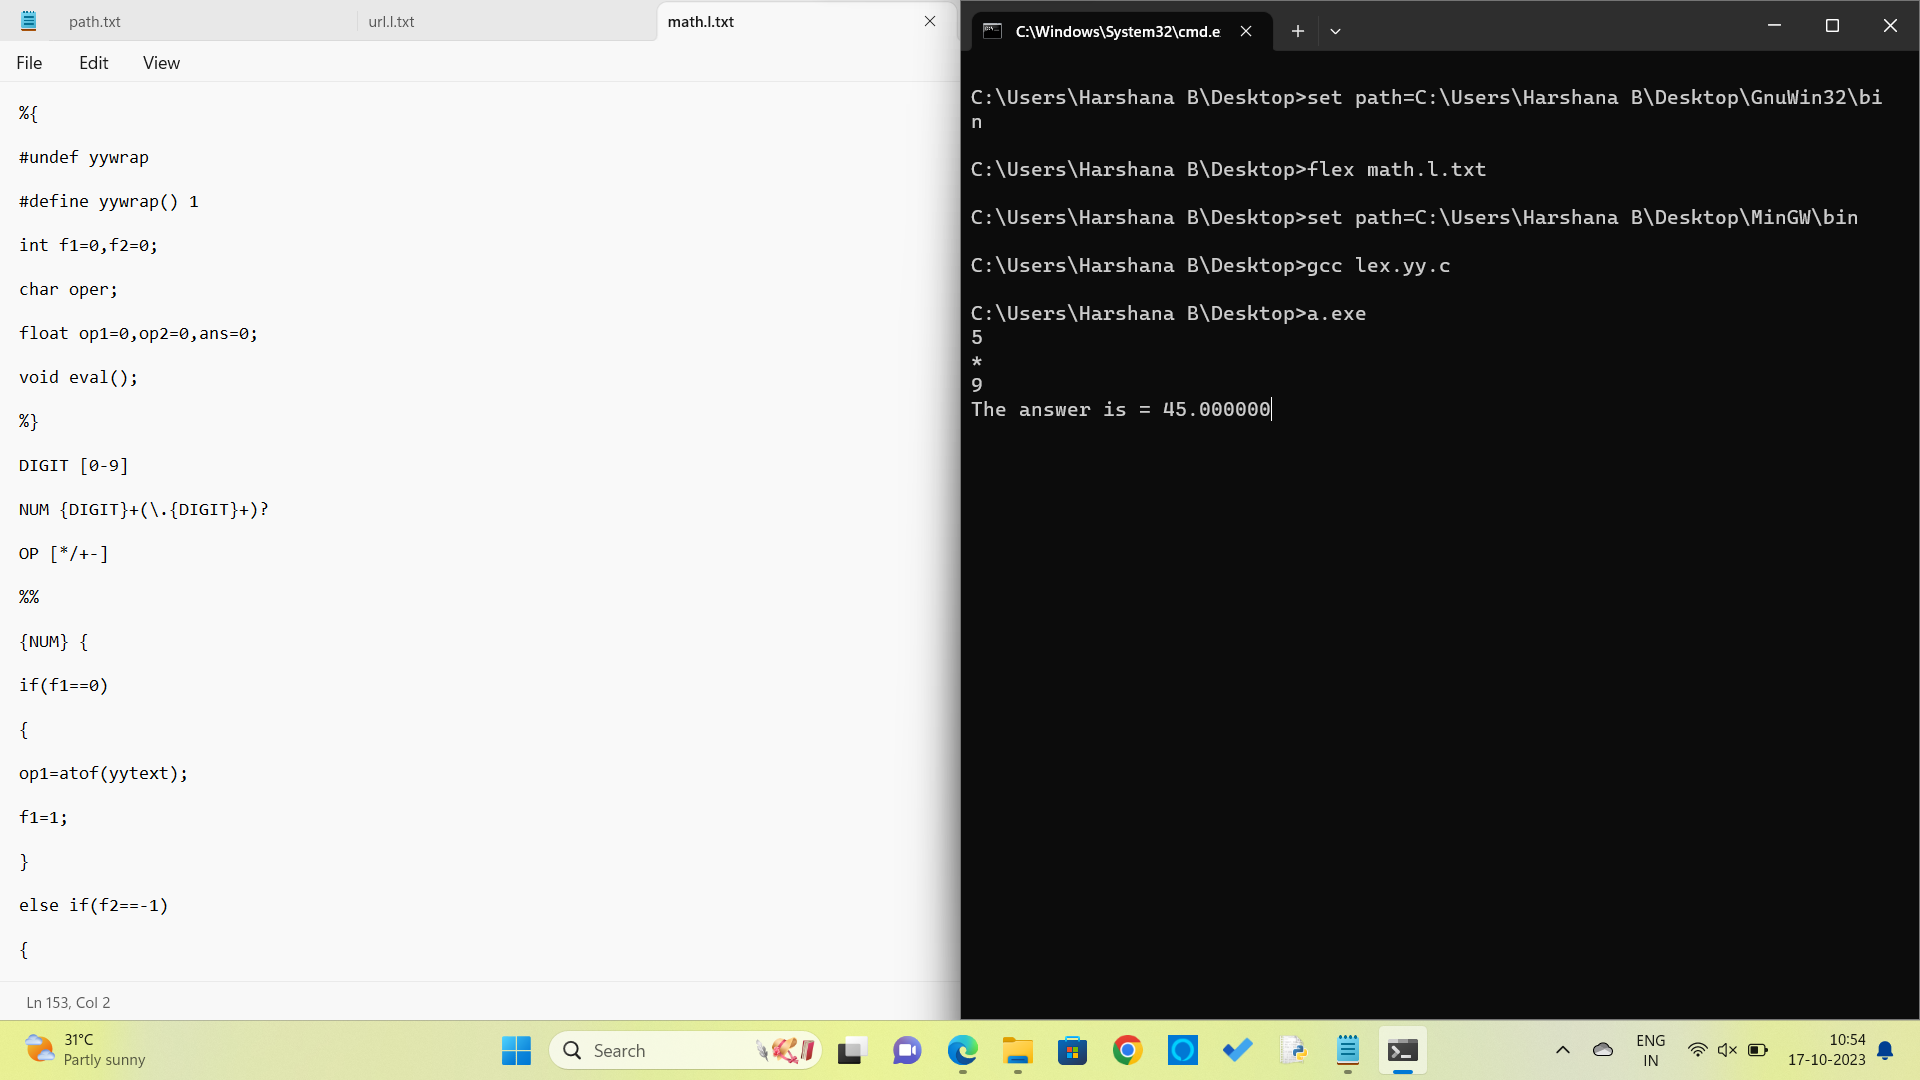 path.txt
url.l.txt
math.l.txt
File
Edit
View
%{
#undef yywrap
#define yywrap() 1
int f1=0,f2=0;
char oper;
float op1=0,op2=0,ans=0;
void eval();
%}
DIGIT [0-9]
NUM {DIGIT}+(\.{DIGIT}+)?
OP [*/+-]
%%
{NUM} {
if(f1==0)
{
op1=atof(yytext);
f1=1;
}
else if(f2==-1)
{
Ln 153, Col 2
C:\Windows\System32\cmd.e
C:\Users\Harshana B\Desktop>set path=C:\Users\Harshana B\Desktop\GnuWin32\bi
n
C:\Users\Harshana B\Desktop>flex math.l.txt
C:\Users\Harshana B\Desktop>set path=C:\Users\Harshana B\Desktop\MinGW\bin
C:\Users\Harshana B\Desktop>gcc lex.yy.c
C:\Users\Harshana B\Desktop>a.exe
5
*
9
The answer is = 45.000000
31°C
Partly sunny
Search
ENG
IN
10:54
17-10-2023